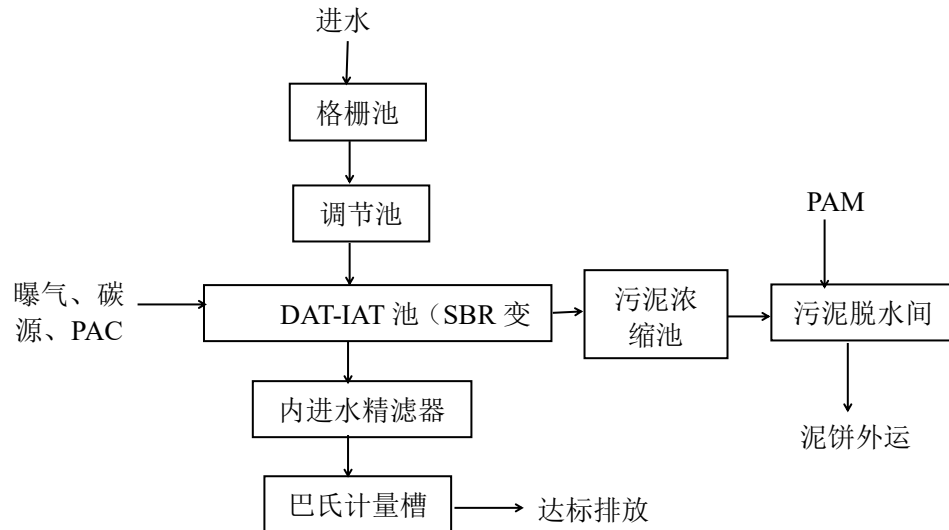 进水
格栅池
调节池
PAM
曝气、碳
源、PAC
DAT-IAT 池（SBR 变
污泥浓
缩池
污泥脱水间
内进水精滤器
泥饼外运
巴氏计量槽
达标排放